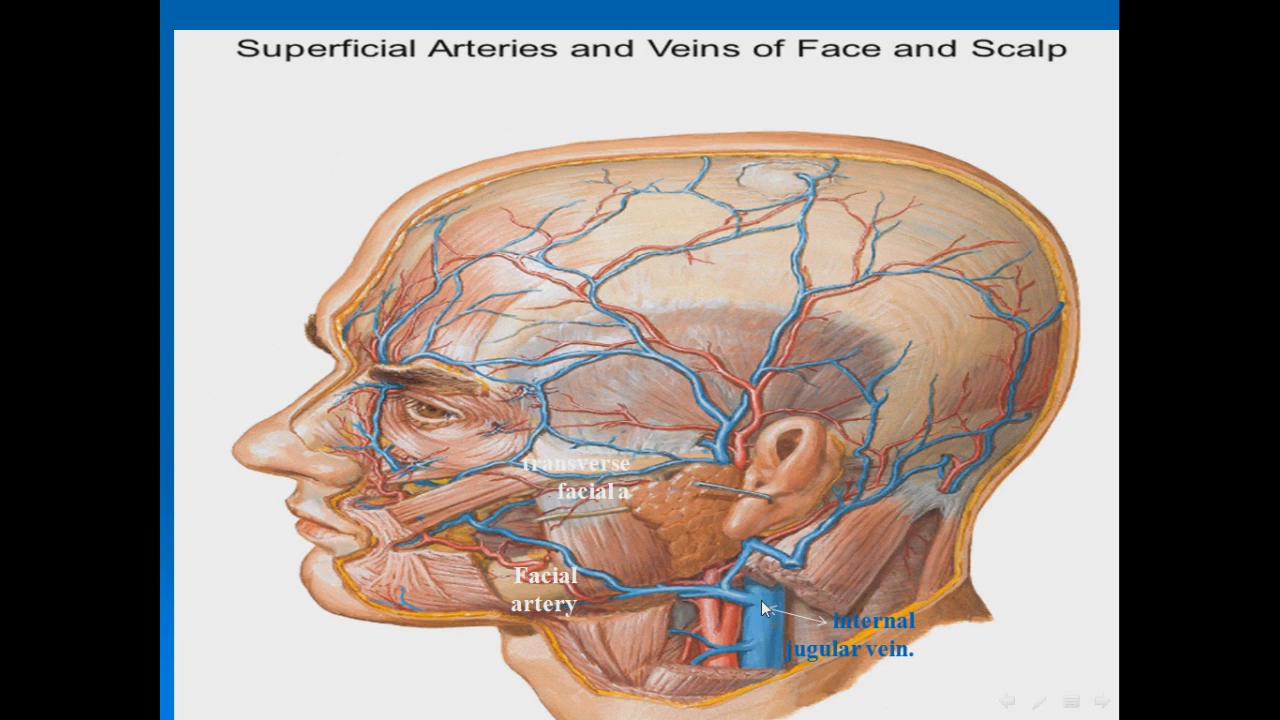 Superficial Arteries and Veins of Face and Scalp
transverse
facial a
Facial
artery
internal
jugular vein.